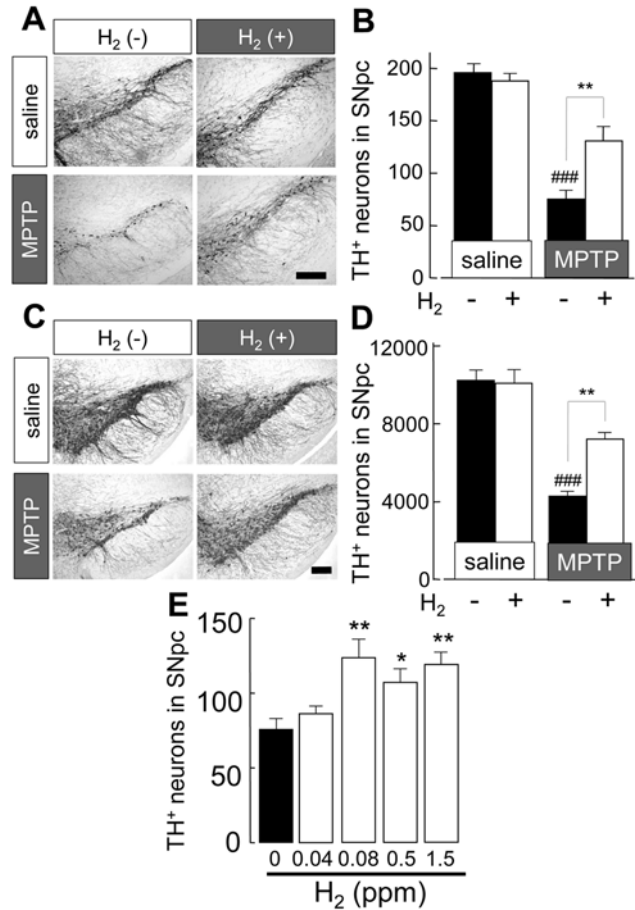 A
H2 (-)
H2 (+)
saline
MPTP
B
TH+ neurons in SNpc
200
150
100
50
0
**
###
saline
MPTP
H2 - + - +
C
H2 (-)
H2 (+)
saline
MPTP
D
TH+ neurons in SNpc
12000
8000
4000
0
**
###
saline
MPTP
H2 - + - +
E
TH+ neurons in SNpc
150
100
50
0
**
*
**
0 0.04 0.08 0.5 1.5
H2 (ppm)